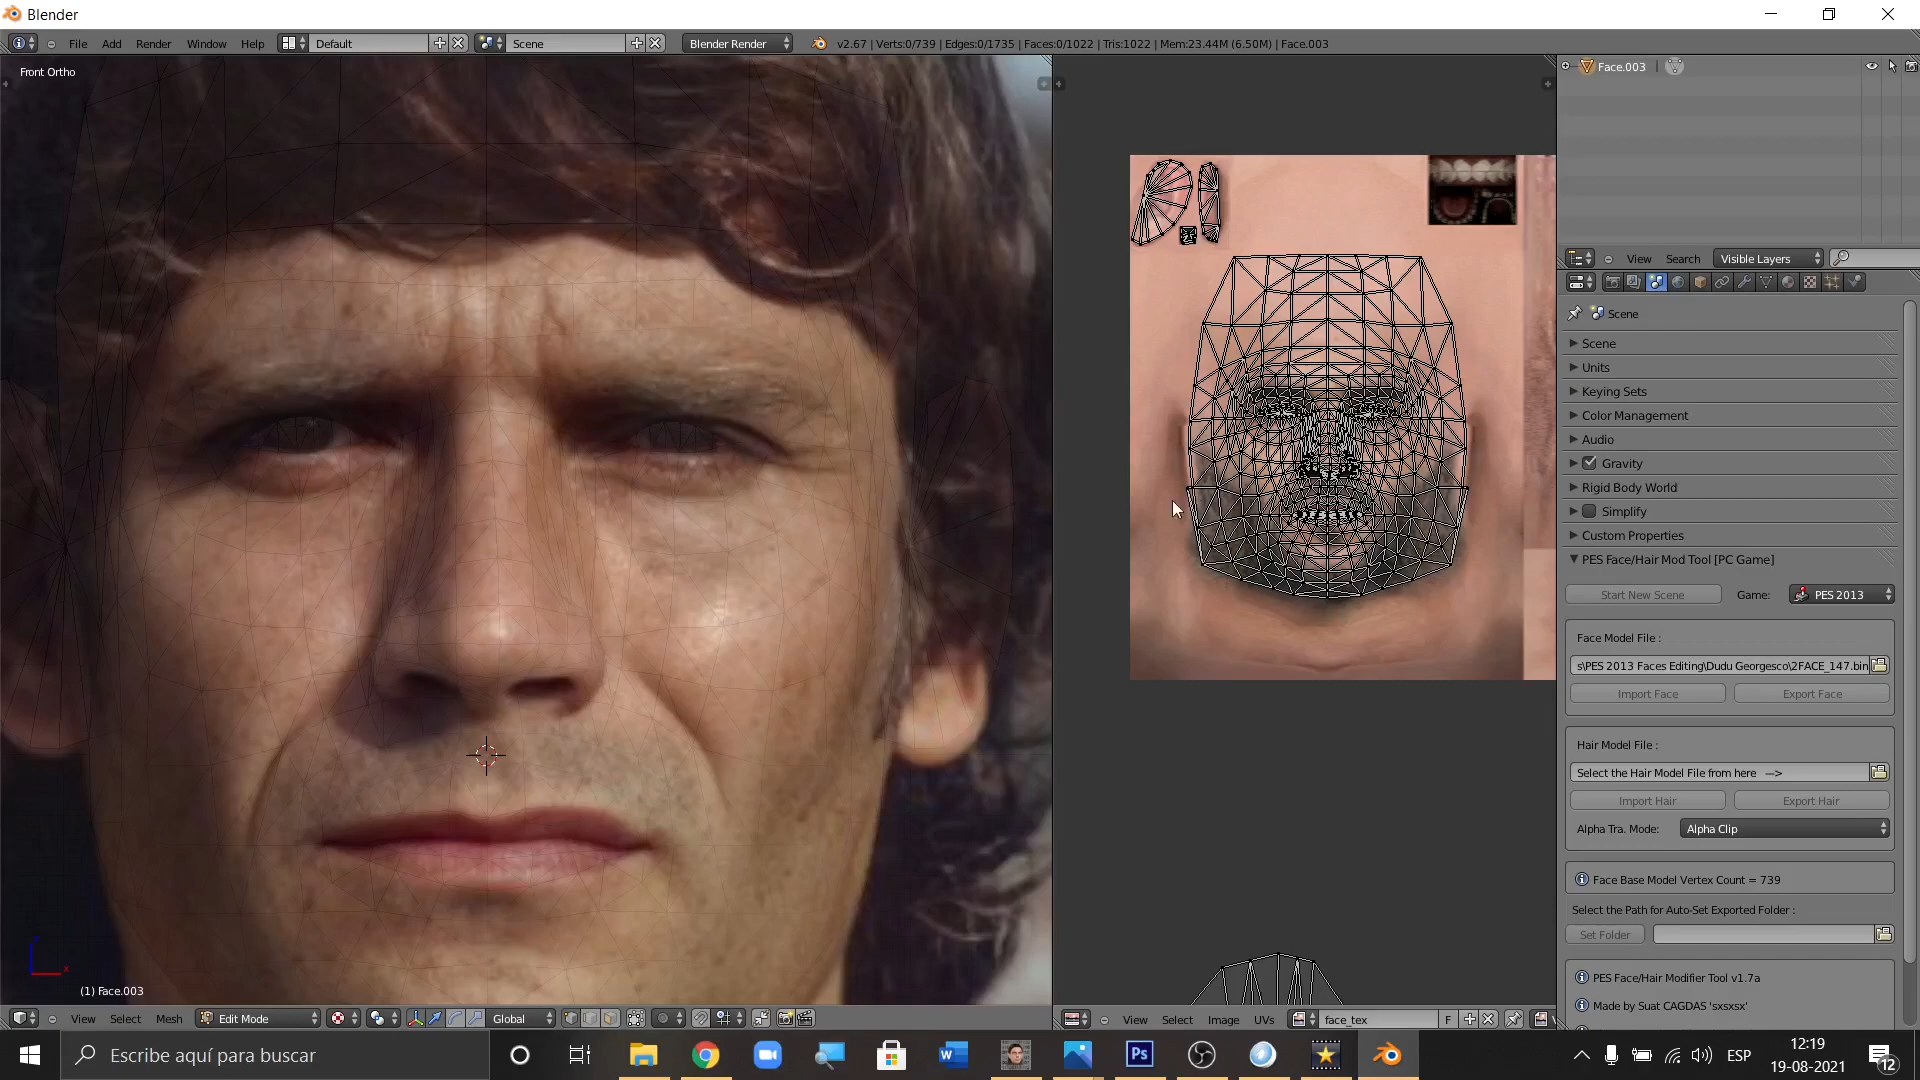 Blender
File Add Render Window Help Default Scene Blender Render v2.67 | Verts:0/739 | Edges:0/1735 | Faces:0/1022 | Tris:1022 | Mem:23.44M (6.50M) | Face.003
Front Ortho
Face.003
View Search Visible Layers
Scene
Scene
Units
Keying Sets
Color Management
Audio
Gravity
Rigid Body World
Simplify
Custom Properties
PES Face/Hair Mod Tool [PC Game]
Start New Scene Game: PES 2013
Face Model File :
s\PES 2013 Faces Editing\Dudu Georgesco\2FACE_147.bin
Import Face Export Face
Hair Model File :
Select the Hair Model File from here --->
Import Hair Export Hair
Alpha Tra. Mode: Alpha Clip
Face Base Model Vertex Count = 739
Select the Path for Auto-Set Exported Folder :
Set Folder
PES Face/Hair Modifier Tool v1.7a
Made by Suat CAGDAS 'sxsxsx'
x
(1) Face.003
View Select Mesh Edit Mode Global
View Select Image UVs face_tex F
Escribe aquí para buscar
W
Ps
ESP
12:19
19-08-2021
12